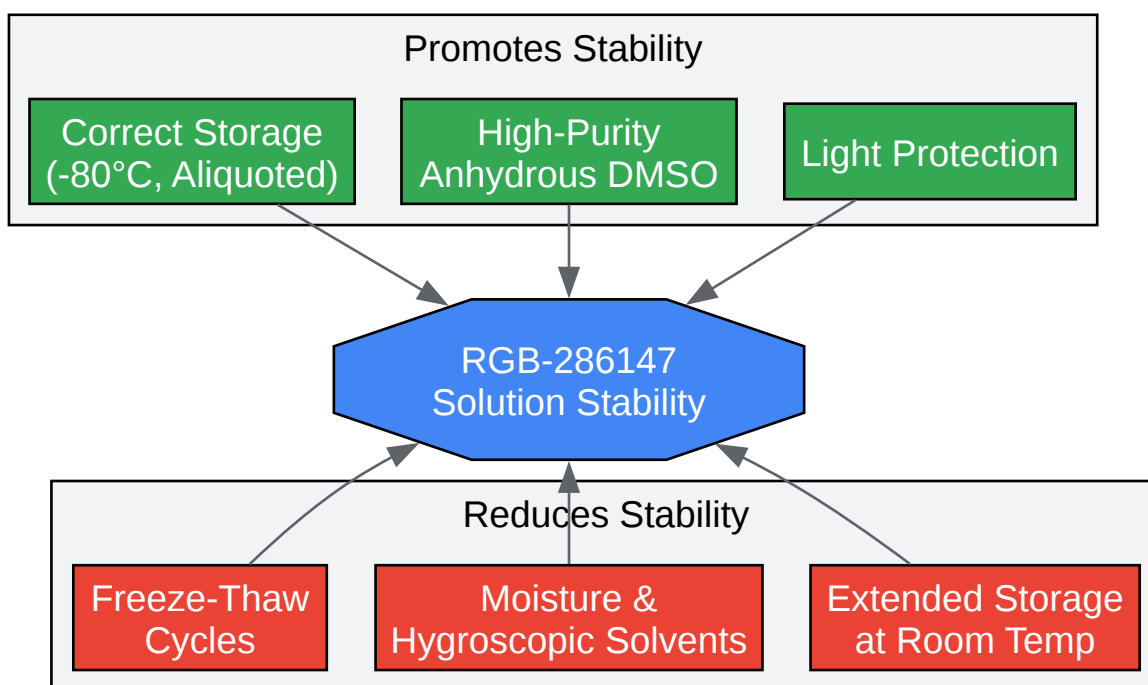 Promotes Stability
Correct Storage
(-80°C, Aliquoted)
High-Purity
Anhydrous DMSO
Light Protection
RGB-286147
Solution Stability
Reduces Stability
Freeze-Thaw
Cycles
Moisture &
Hygroscopic Solvents
Extended Storage
at Room Temp